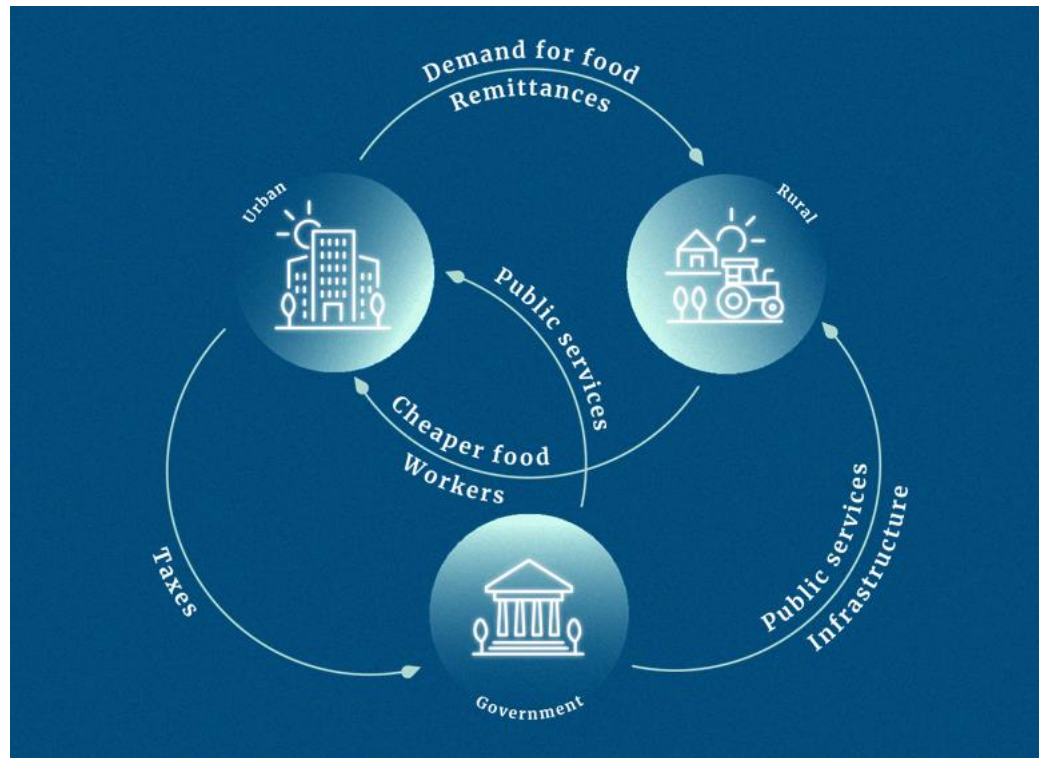 Demand for food
Remittances
Urban
Rural
Public services
Cheaper food
Workers
Taxes
Public services
Infrastructure
Government